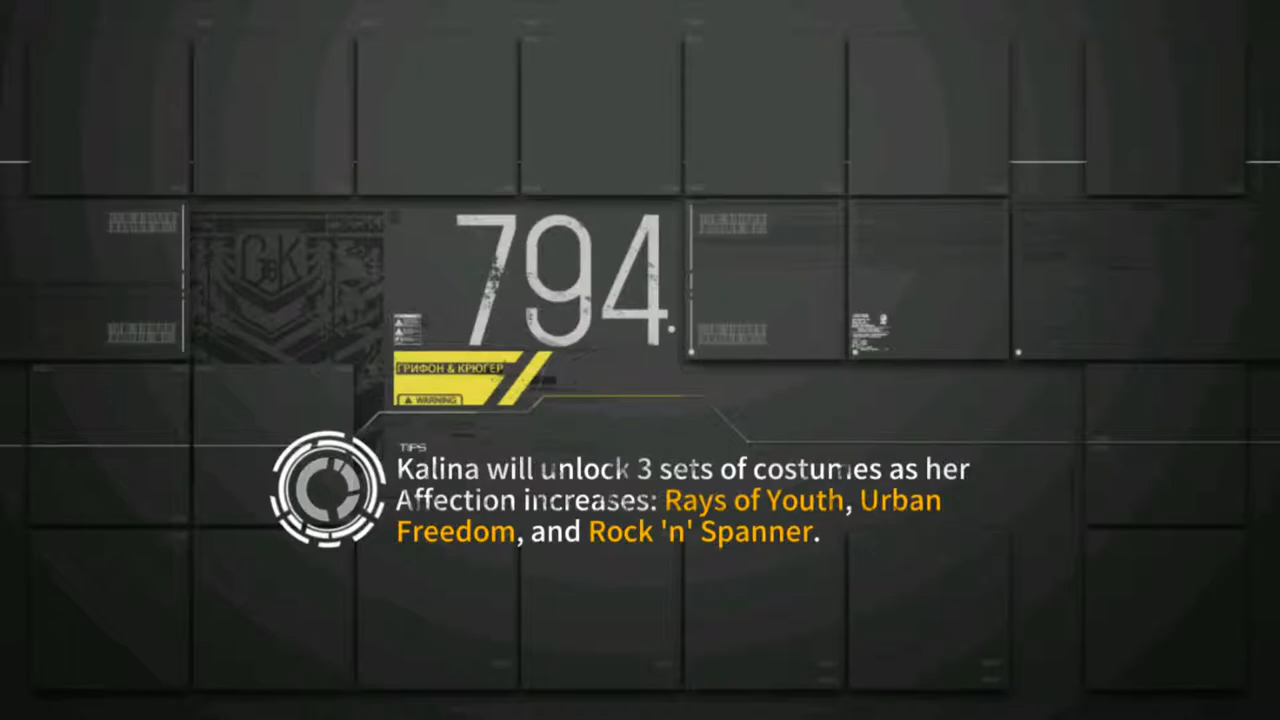 794.
G&K
ГРИФОН & КРЮГЕР
WARNING
TIPS
Kalina will unlock 3 sets of costumes as her
Affection increases: Rays of Youth, Urban
Freedom, and Rock 'n' Spanner.